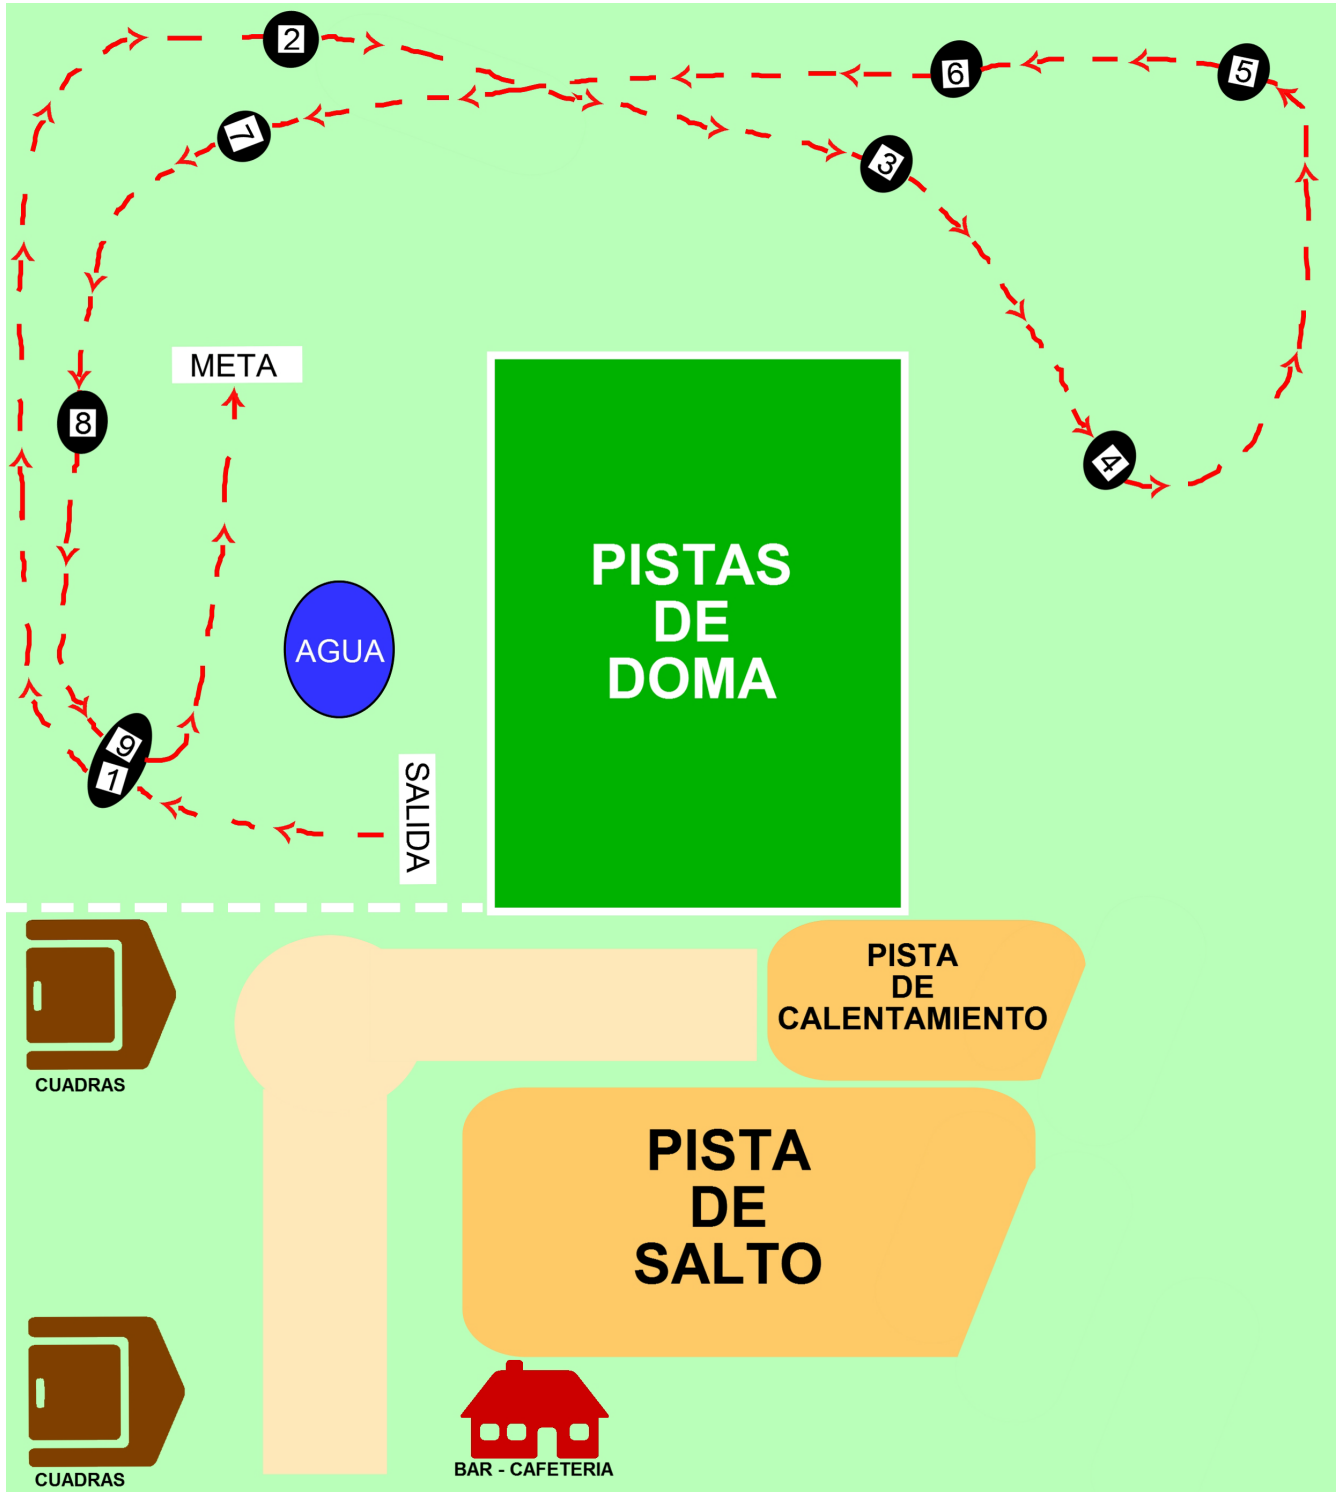 2
6
5
7
3
META
8
4
PISTAS
DE
DOMA
AGUA
9
1
SALIDA
PISTA
DE
CALENTAMIENTO
CUADRAS
PISTA
DE
SALTO
CUADRAS
BAR - CAFETERIA